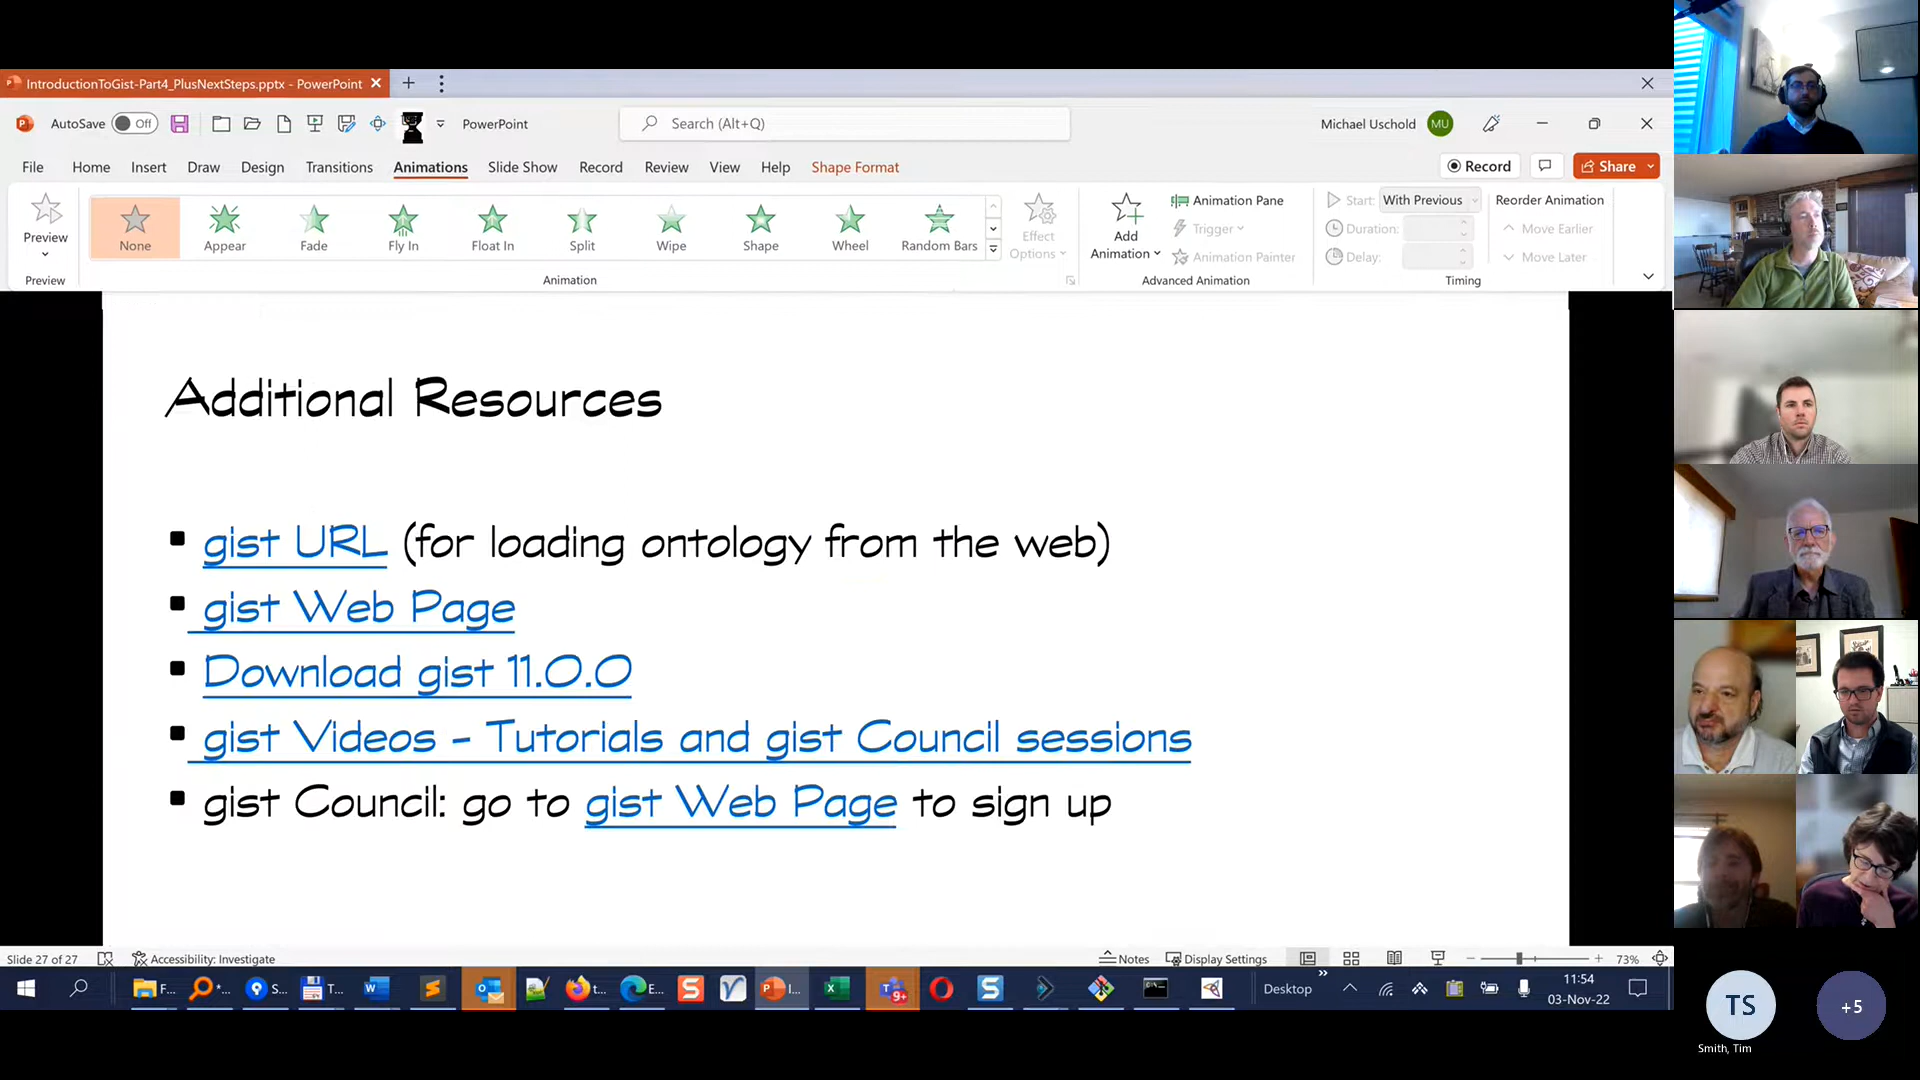 IntroductionToGist-Part4_PlusNextSteps.pptx - PowerPoint
AutoSave Off PowerPoint Search (Alt+Q) Michael Uschold MU
File Home Insert Draw Design Transitions Animations Slide Show Record Review View Help Shape Format Record Share
Preview None Appear Fade Fly In Float In Split Wipe Shape Wheel Random Bars Effect Options Add Animation
Animation Pane
Trigger
Animation Painter
Start: With Previous
Duration:
Delay:
Reorder Animation
Move Earlier
Move Later
Preview Animation Advanced Animation Timing
Additional Resources
gist URL (for loading ontology from the web)
gist Web Page
Download gist 11.0.0
gist Videos - Tutorials and gist Council sessions
gist Council: go to gist Web Page to sign up
Slide 27 of 27 Accessibility: Investigate Notes Display Settings 73%
F... *... S... T... t... E... I... 9+ Desktop 11:54
03-Nov-22
TS +5
Smith, Tim